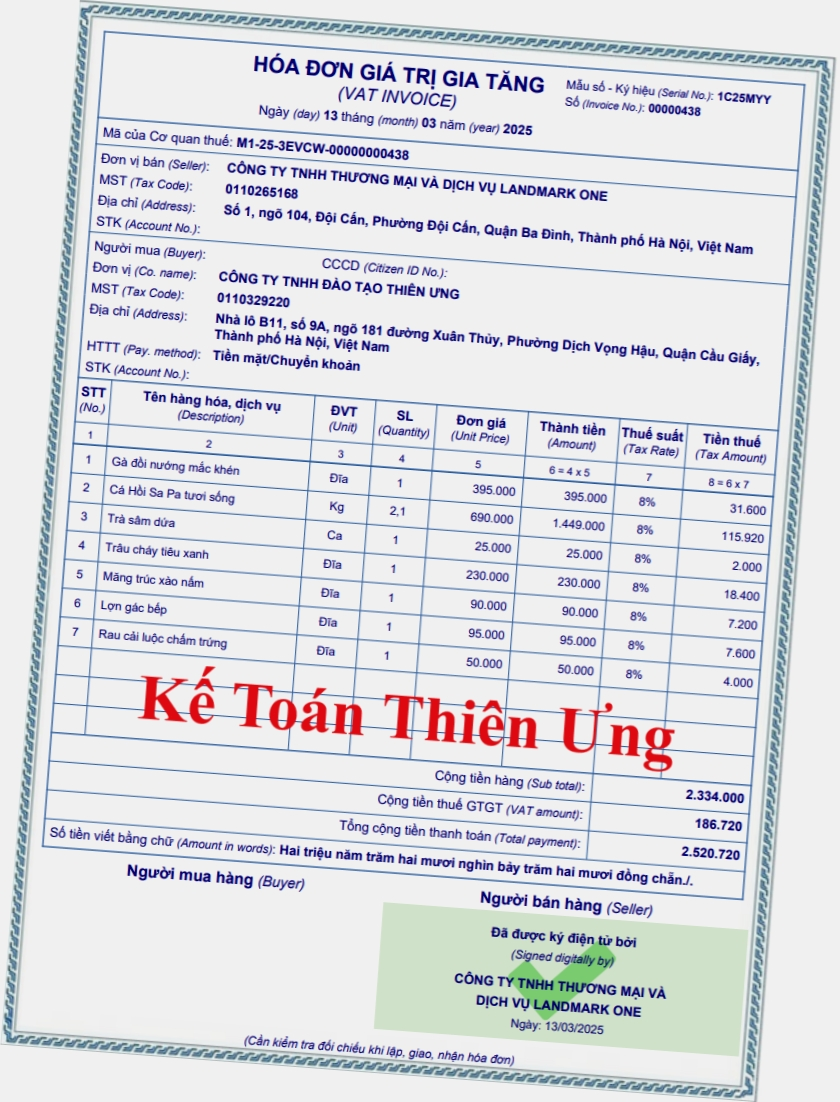 HÓA ĐƠN GIÁ TRỊ GIA TĂNG
(VAT INVOICE)
Ngày (day) 13 tháng (month) 03 năm (year) 2025
Mẫu số - Ký hiệu (Serial No.): 1C25MYY
Số (Invoice No.): 00000438
Mã của Cơ quan thuế: M1-25-3EVCW-00000000438
Đơn vị bán (Seller): CÔNG TY TNHH THƯƠNG MẠI VÀ DỊCH VỤ LANDMARK ONE
MST (Tax Code): 0110265168
Địa chỉ (Address): Số 1, ngõ 104, Đội Cấn, Phường Đội Cấn, Quận Ba Đình, Thành phố Hà Nội, Việt Nam
STK (Account No.):
Người mua (Buyer): CCCD (Citizen ID No.):
Đơn vị (Co. name): CÔNG TY TNHH ĐÀO TẠO THIÊN ƯNG
MST (Tax Code): 0110329220
Địa chỉ (Address): Nhà lô B11, số 9A, ngõ 181 đường Xuân Thủy, Phường Dịch Vọng Hậu, Quận Cầu Giấy,
Thành phố Hà Nội, Việt Nam
HTTT (Pay. method): Tiền mặt/Chuyển khoản
STK (Account No.):
STT Tên hàng hóa, dịch vụ ĐVT SL Đơn giá Thành tiền Thuế suất Tiền thuế
(No.) (Description) (Unit) (Quantity) (Unit Price) (Amount) (Tax Rate) (Tax Amount)
1 2 3 4 5 6 = 4 x 5 7 8 = 6 x 7
1 Gà đồi nướng mắc khén Đĩa 1 395.000 395.000 8% 31.600
2 Cá Hồi Sa Pa tươi sống Kg 2,1 690.000 1.449.000 8% 115.920
3 Trà sâm dứa Ca 1 25.000 25.000 8% 2.000
4 Trâu cháy tiêu xanh Đĩa 1 230.000 230.000 8% 18.400
5 Măng trúc xào nấm Đĩa 1 90.000 90.000 8% 7.200
6 Lợn gác bếp Đĩa 1 95.000 95.000 8% 7.600
7 Rau cải luộc chấm trứng Đĩa 1 50.000 50.000 8% 4.000
Kế Toán Thiên Ưng
Cộng tiền hàng (Sub total): 2.334.000
Cộng tiền thuế GTGT (VAT amount): 186.720
Tổng cộng tiền thanh toán (Total payment): 2.520.720
Số tiền viết bằng chữ (Amount in words): Hai triệu năm trăm hai mươi nghìn bảy trăm hai mươi đồng chẵn./.
Người mua hàng (Buyer)
Người bán hàng (Seller)
Đã được ký điện tử bởi
(Signed digitally by)
CÔNG TY TNHH THƯƠNG MẠI VÀ
DỊCH VỤ LANDMARK ONE
Ngày: 13/03/2025
(Cần kiểm tra đối chiếu khi lập, giao, nhận hóa đơn)